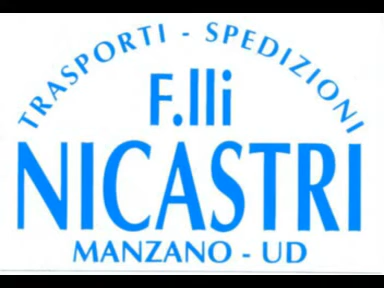 TRASPORTI - SPEDIZIONI
F.lli
NICASTRI
MANZANO - UD